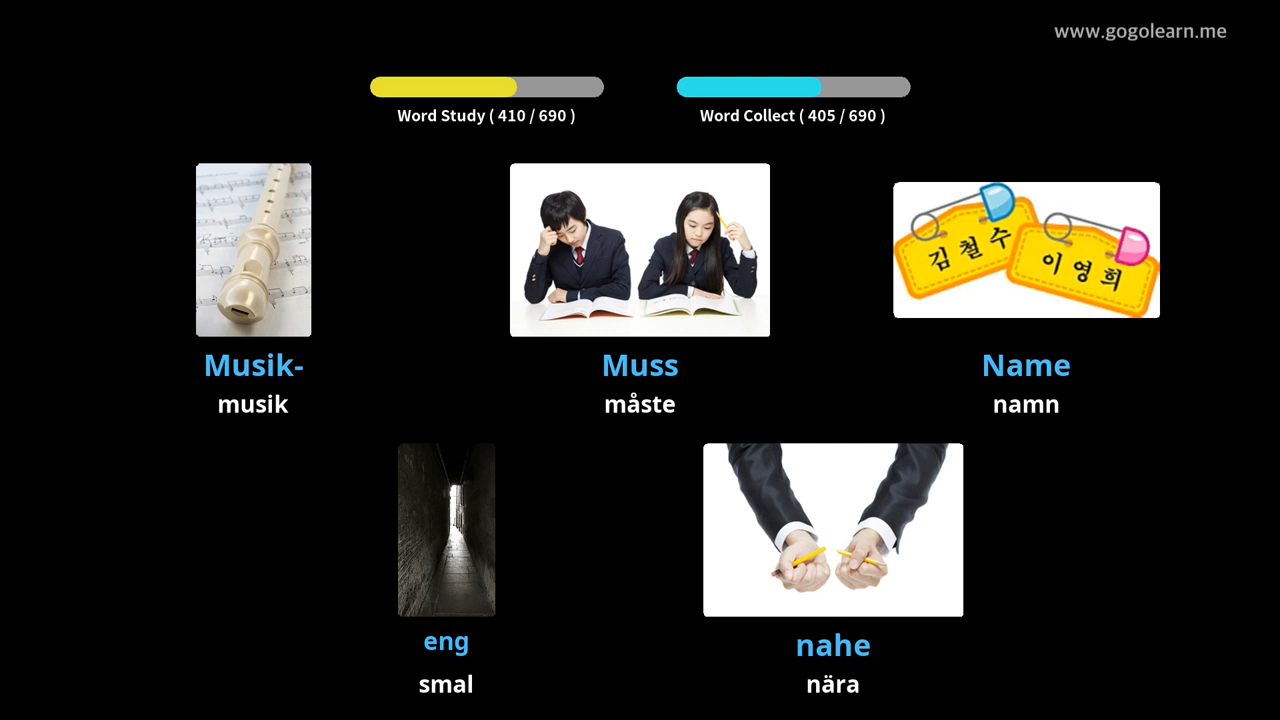 www.gogolearn.me
Word Study ( 410 / 690 )
Word Collect ( 405 / 690 )
김철수
이영희
Musik-
musik
Muss
måste
Name
namn
eng
smal
nahe
nära